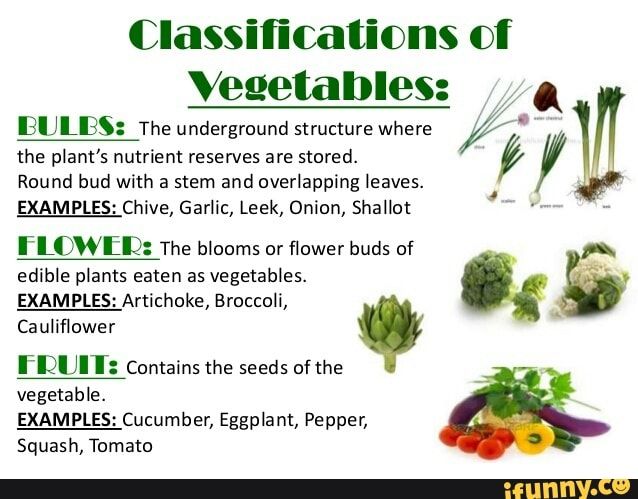 Classifications of
Vegetables:
BULBS: The underground structure where
the plant's nutrient reserves are stored.
Round bud with a stem and overlapping leaves.
EXAMPLES: Chive, Garlic, Leek, Onion, Shallot
water chestnut
chive
scallion
green onion
leek
FLOWER: The blooms or flower buds of
edible plants eaten as vegetables.
EXAMPLES: Artichoke, Broccoli,
Cauliflower
FRUIT: Contains the seeds of the
vegetable.
EXAMPLES: Cucumber, Eggplant, Pepper,
Squash, Tomato
ifunny.co